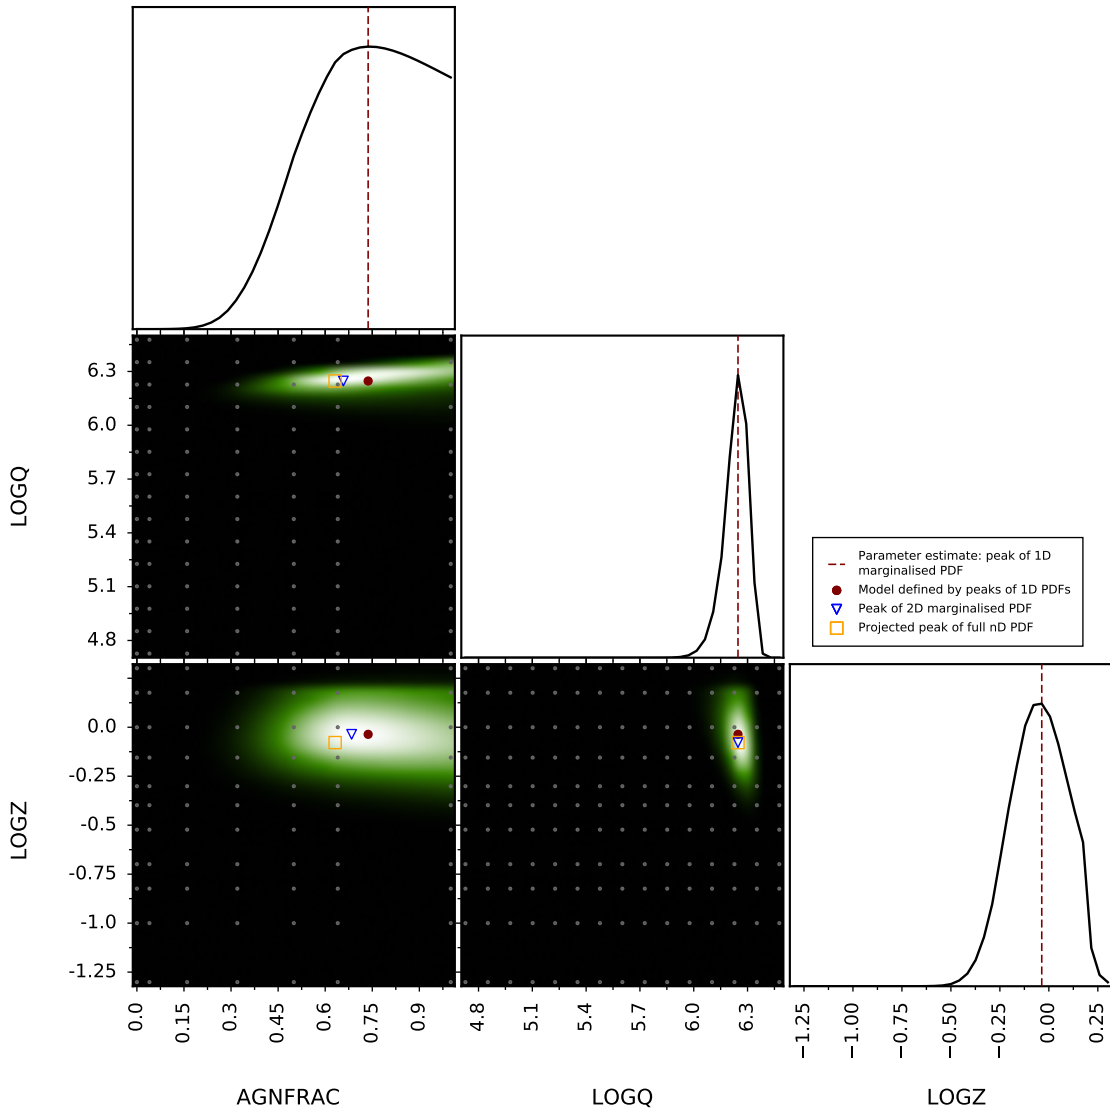 6.3
6.0
5.7
5.4
5.1
4.8
LOGQ
Parameter estimate: peak of 1D
marginalised PDF
Model defined by peaks of 1D PDFs
Peak of 2D marginalised PDF
Projected peak of full nD PDF
0.0
-0.25
-0.5
-0.75
-1.0
-1.25
LOGZ
0.0 0.15 0.3 0.45 0.6 0.75 0.9
4.8 5.1 5.4 5.7 6.0 6.3
−1.25 −1.00 −0.75 −0.50 −0.25 0.00 0.25
AGNFRAC LOGQ LOGZ